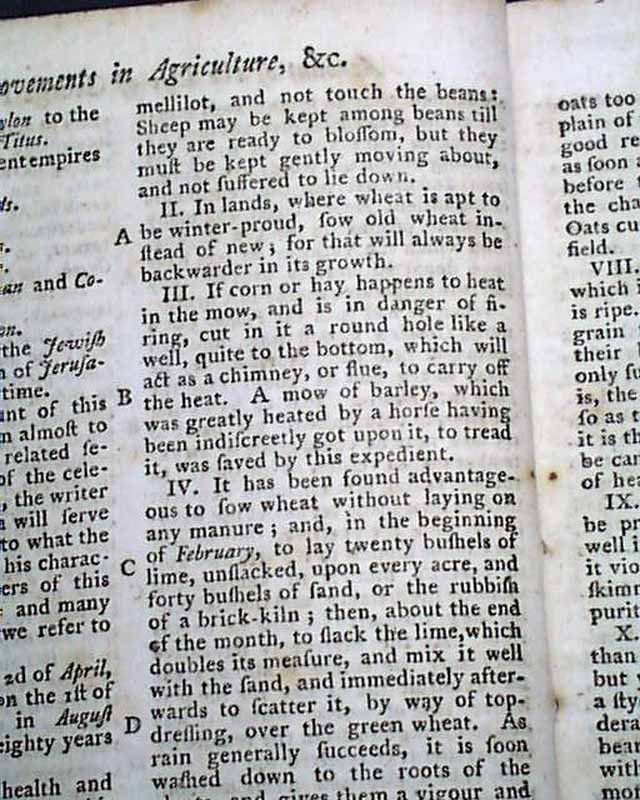 ovements in Agriculture, &c.
ylon to the
Titus.
ent empires
ds.
an and Co-
on.
the Jewiſh
n of Jeruſa-
time.
unt of this
m almoſt to
related ſe-
of the cele-
, the writer
n will ſerve
to what the
his charac-
ers of this
: and many
we refer to
2d of April,
on the 1ſt of
in Auguſt
eighty years
health and
A
B
C
D
mellilot, and not touch the beans:
Sheep may be kept among beans till
they are ready to bloſſom, but they
muſt be kept gently moving about,
and not ſuffered to lie down.
II. In lands, where wheat is apt to
be winter-proud, ſow old wheat in-
ſtead of new; for that will always be
backwarder in its growth.
III. If corn or hay happens to heat
in the mow, and is in danger of fi-
ring, cut in it a round hole like a
well, quite to the bottom, which will
act as a chimney, or flue, to carry off
the heat. A mow of barley, which
was greatly heated by a horſe having
been indiſcreetly got upon it, to tread
it, was ſaved by this expedient.
IV. It has been found advantage-
ous to ſow wheat without laying on
any manure; and, in the beginning
of February, to lay twenty buſhels of
lime, unſlacked, upon every acre, and
forty buſhels of ſand, or the rubbiſh
of a brick-kiln; then, about the end
of the month, to ſlack the lime, which
doubles its meaſure, and mix it well
with the ſand, and immediately after-
wards to ſcatter it, by way of top-
dreſſing, over the green wheat. As
rain generally ſucceeds, it is ſoon
waſhed down to the roots of the
and gives them a vigour and
oats too
plain of
good re
as ſoon a
before t
the cha
Oats cu
field.
VIII.
which i
is ripe.
grain
their
only ſu
is, the
ſo as t
it is th
be car
of hea
IX.
be pr
well i
it vio
ſkimm
purit
X.
than
but
a ſty
dera
bear
with
mo